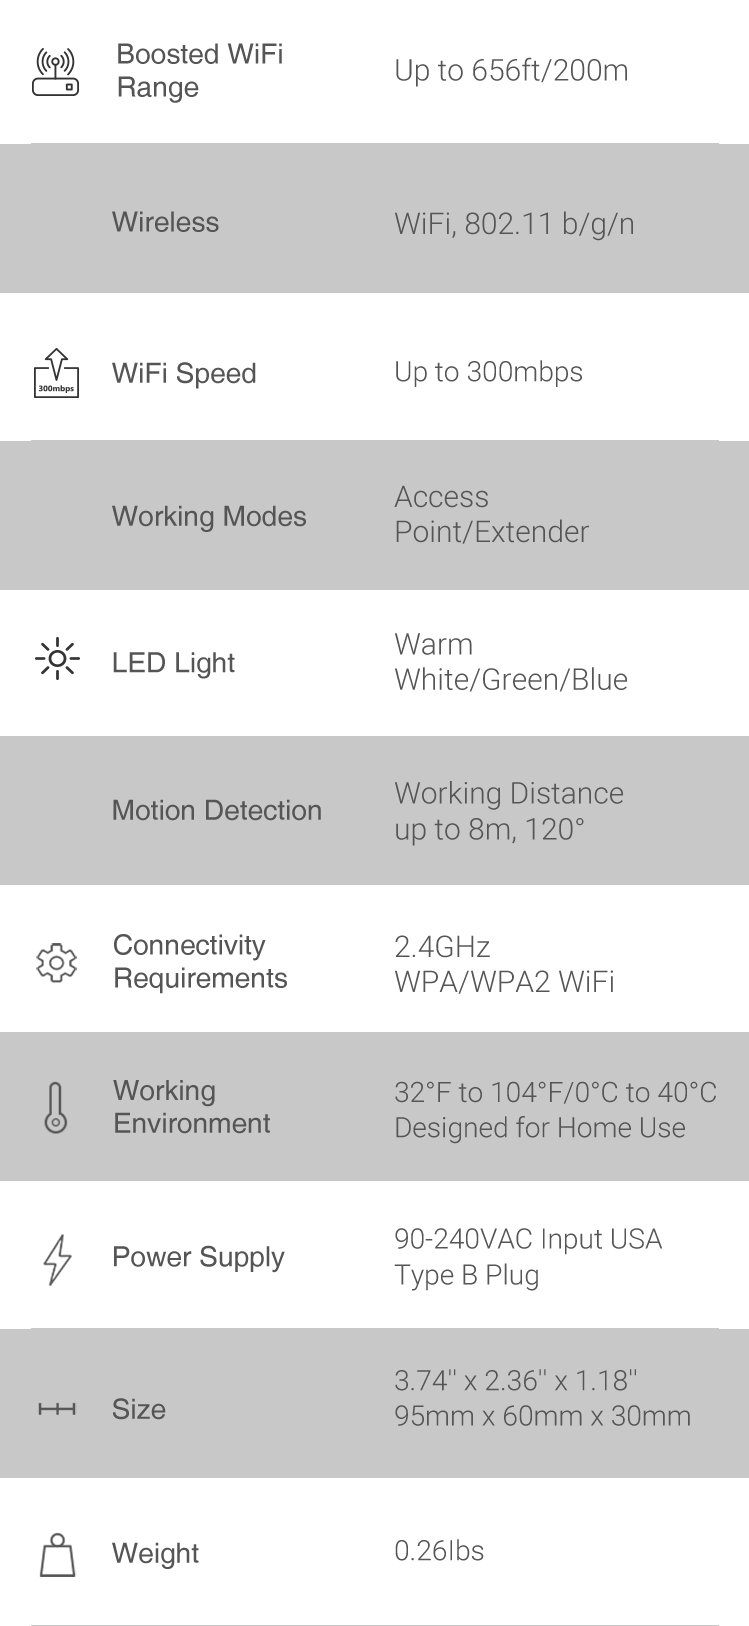 Boosted WiFi
Range
Up to 656ft/200m
Wireless
WiFi, 802.11 b/g/n
300mbps
WiFi Speed
Up to 300mbps
Working Modes
Access
Point/Extender
LED Light
Warm
White/Green/Blue
Motion Detection
Working Distance
up to 8m, 120°
Connectivity
Requirements
2.4GHz
WPA/WPA2 WiFi
Working
Environment
32°F to 104°F/0°C to 40°C
Designed for Home Use
Power Supply
90-240VAC Input USA
Type B Plug
Size
3.74" x 2.36" x 1.18"
95mm x 60mm x 30mm
Weight
0.26lbs